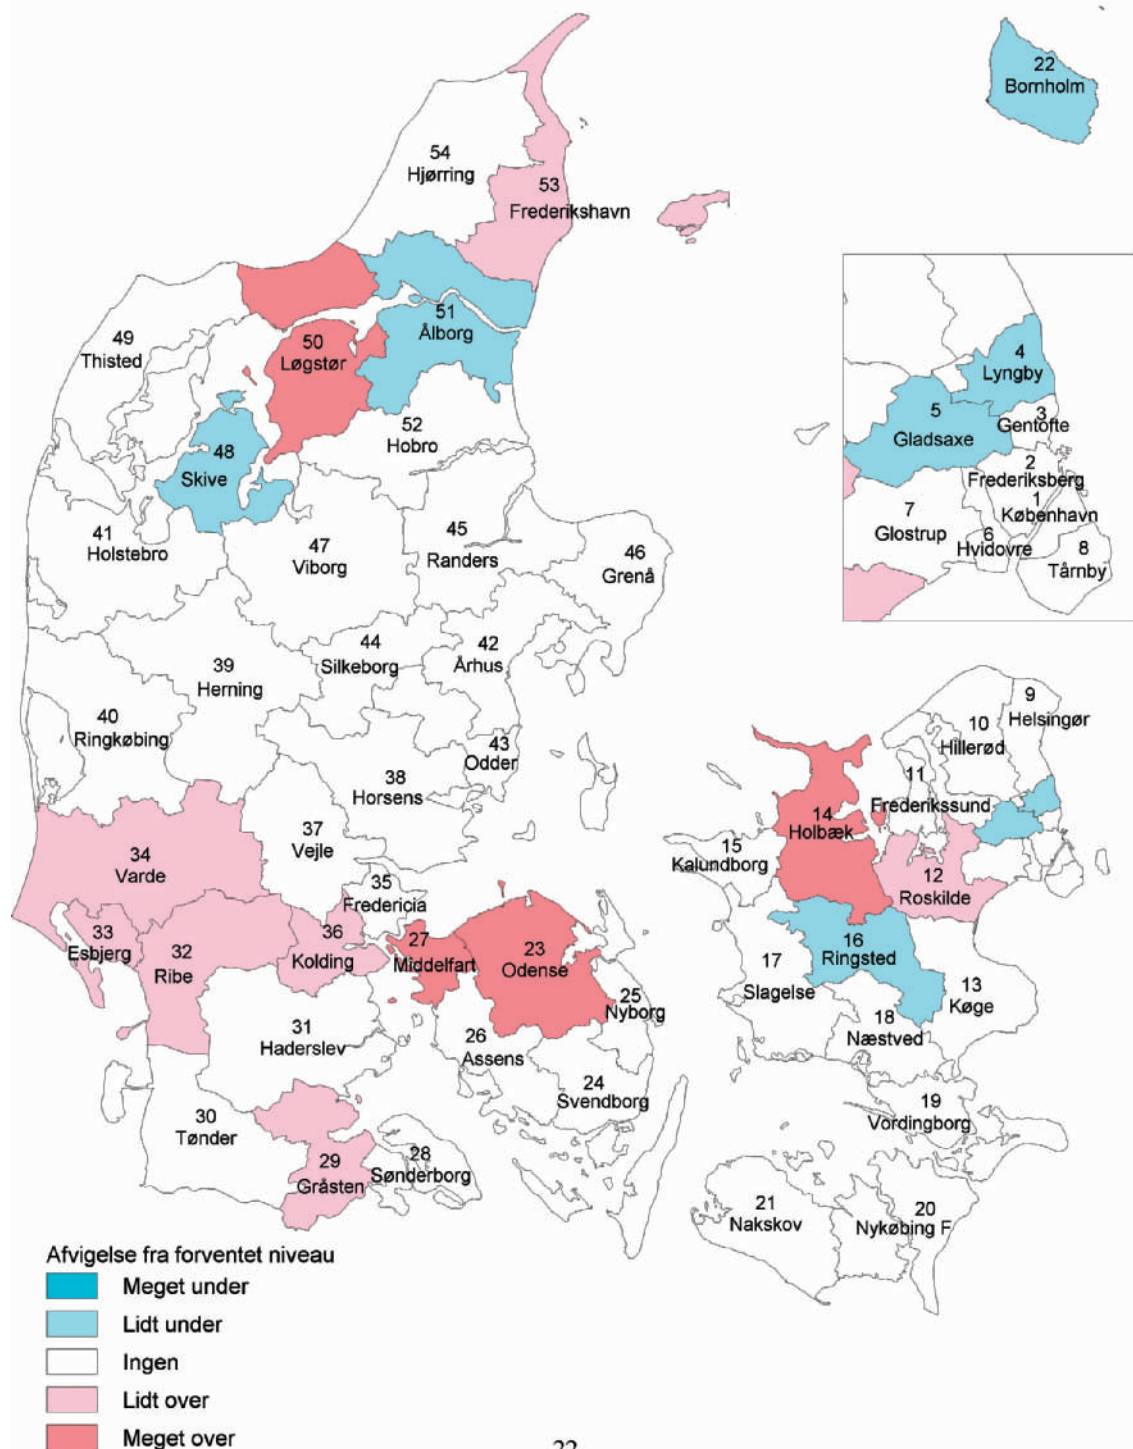 22
Bornholm
54
Hjørring
53
Frederikshavn
51
Ålborg
49
Thisted
50
Løgstør
4
Lyngby
5
Gladsaxe
3
Gentofte
52
Hobro
2
Frederiksberg
48
Skive
1
København
7
Glostrup
6
Hvidovre
8
Tårnby
41
Holstebro
47
Viborg
45
Randers
46
Grenå
44
Silkeborg
42
Århus
39
Herning
40
Ringkøbing
43
Odder
38
Horsens
9
Helsingør
10
Hillerød
11
Frederikssund
37
Vejle
14
Holbæk
15
Kalundborg
34
Varde
35
Fredericia
12
Roskilde
33
Esbjerg
32
Ribe
36
Kolding
27
Middelfart
23
Odense
16
Ringsted
17
Slagelse
13
Køge
25
Nyborg
31
Haderslev
26
Assens
18
Næstved
24
Svendborg
19
Vordingborg
30
Tønder
29
Gråsten
28
Sønderborg
21
Nakskov
20
Nykøbing F
Afvigelse fra forventet niveau
Meget under
Lidt under
Ingen
Lidt over
Meget over
22